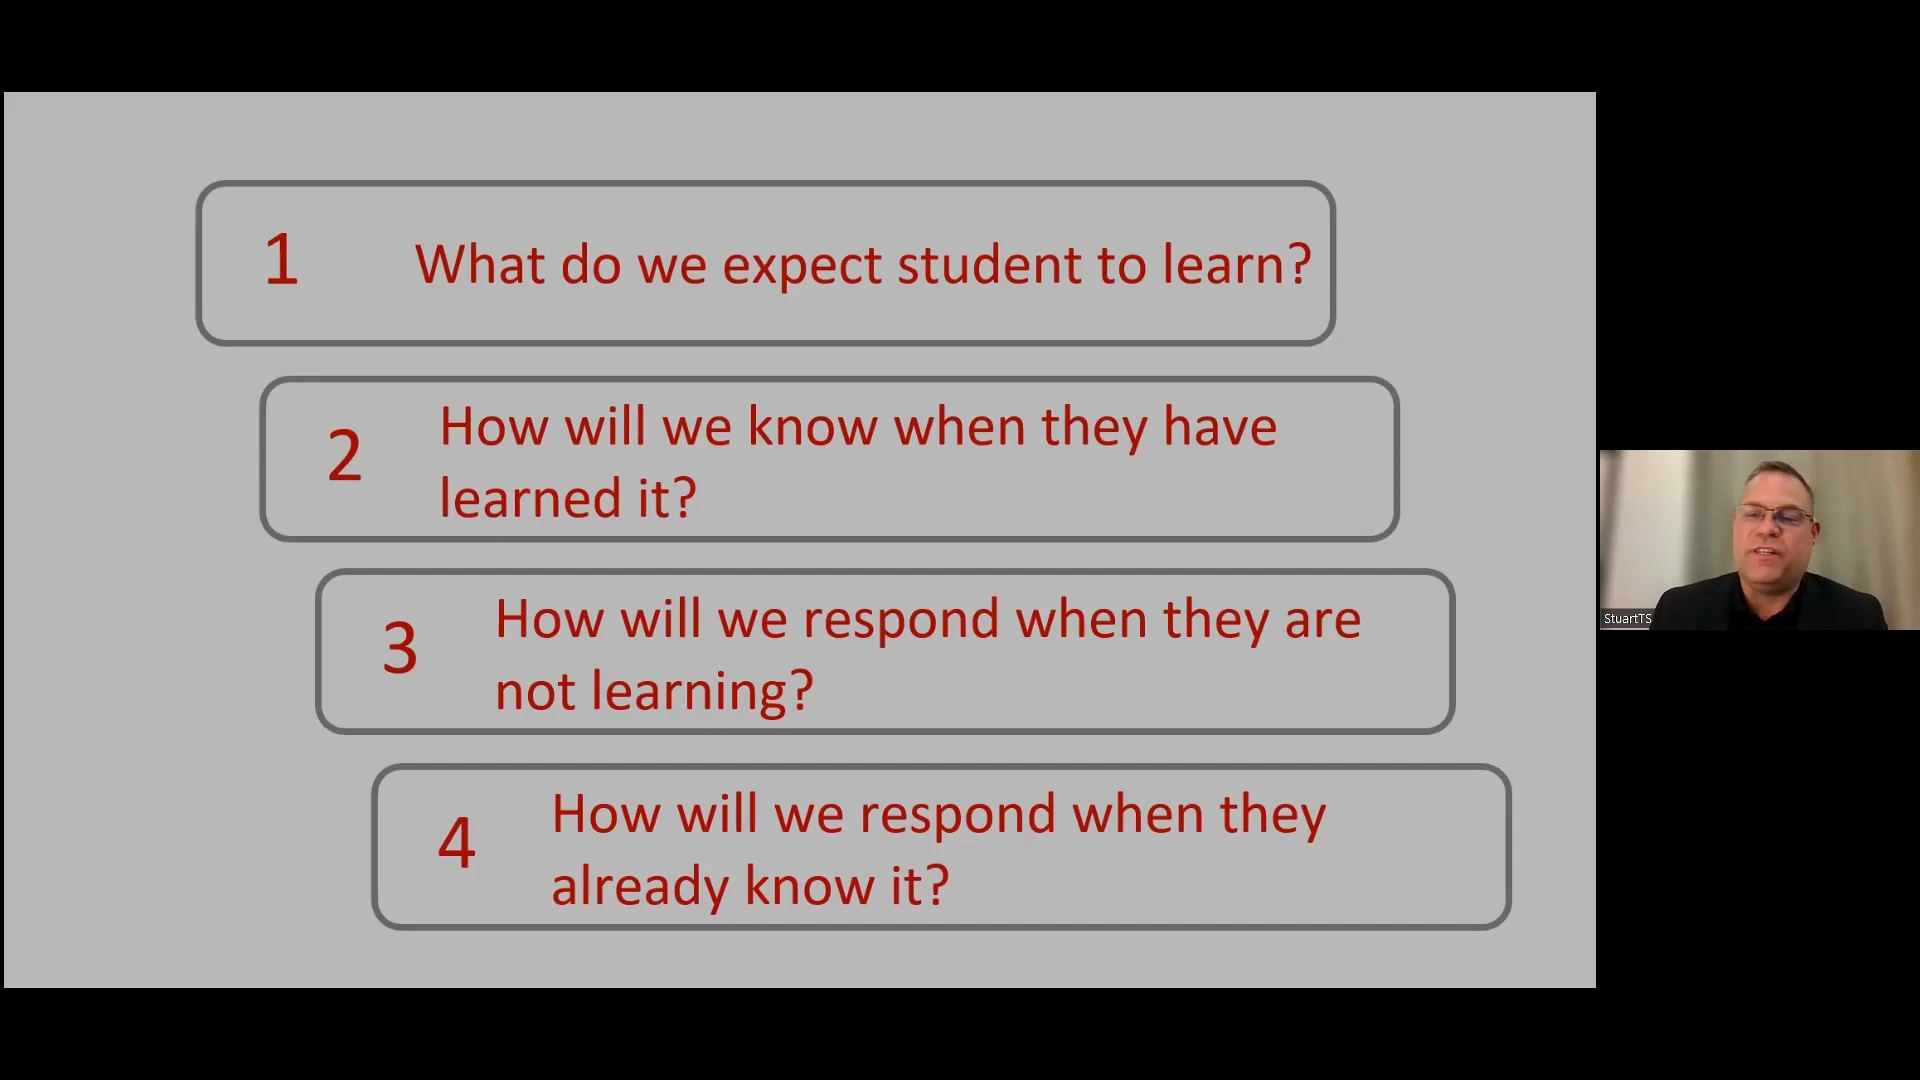 1
What do we expect student to learn?
2
How will we know when they have
learned it?
3
How will we respond when they are
not learning?
4
How will we respond when they
already know it?
StuartTS